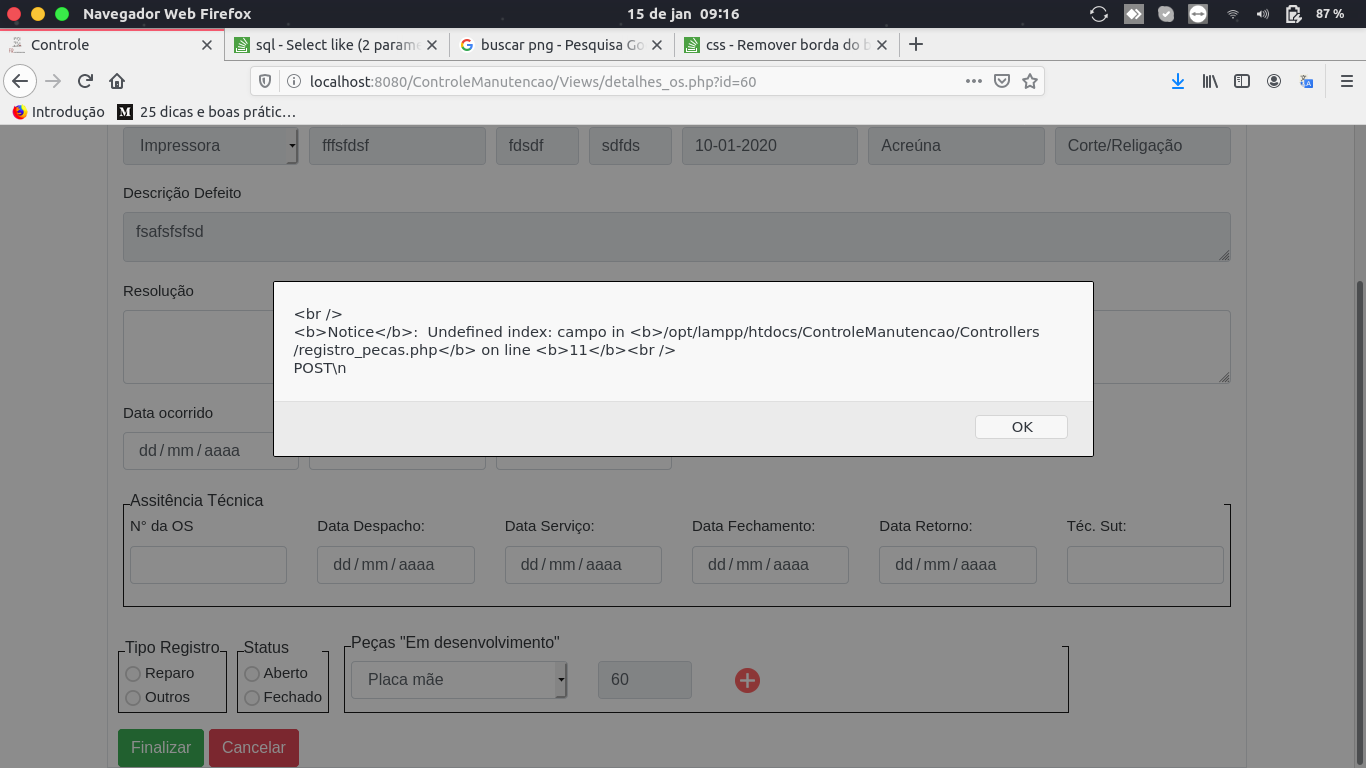 Navegador Web Firefox
15 de jan 09:16
87 %
Controle
sql - Select like (2 parame
buscar png - Pesquisa Go
css - Remover borda do b
localhost:8080/ControleManutencao/Views/detalhes_os.php?id=60
Introdução
M 25 dicas e boas prátic…
Impressora fffsfdsf fdsdf sdfds 10-01-2020 Acreúna Corte/Religação
Descrição Defeito
fsafsfsfsd
Resolução
<br />
<b>Notice</b>:  Undefined index: campo in <b>/opt/lampp/htdocs/ControleManutencao/Controllers
/registro_pecas.php</b> on line <b>11</b><br />
POST\n
OK
Data ocorrido
dd/mm/aaaa
Assitência Técnica
N° da OS Data Despacho: Data Serviço: Data Fechamento: Data Retorno: Téc. Sut:
dd/mm/aaaa dd/mm/aaaa dd/mm/aaaa dd/mm/aaaa
Tipo Registro Status Peças "Em desenvolvimento"
Reparo Aberto Placa mãe 60
Outros Fechado
Finalizar Cancelar